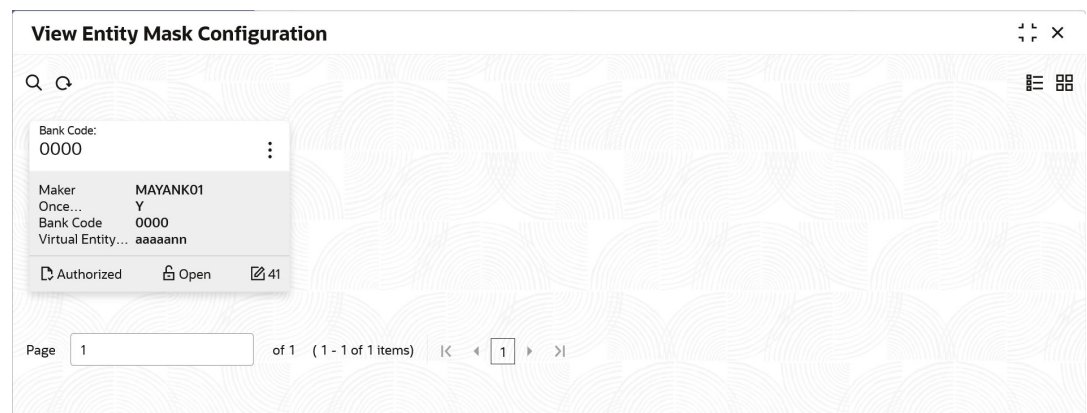 View Entity Mask Configuration
Bank Code:
0000
Maker MAYANK01
Once... Y
Bank Code 0000
Virtual Entity... aaaaann
Authorized Open 41
Page 1 of 1 ( 1 - 1 of 1 items) 1